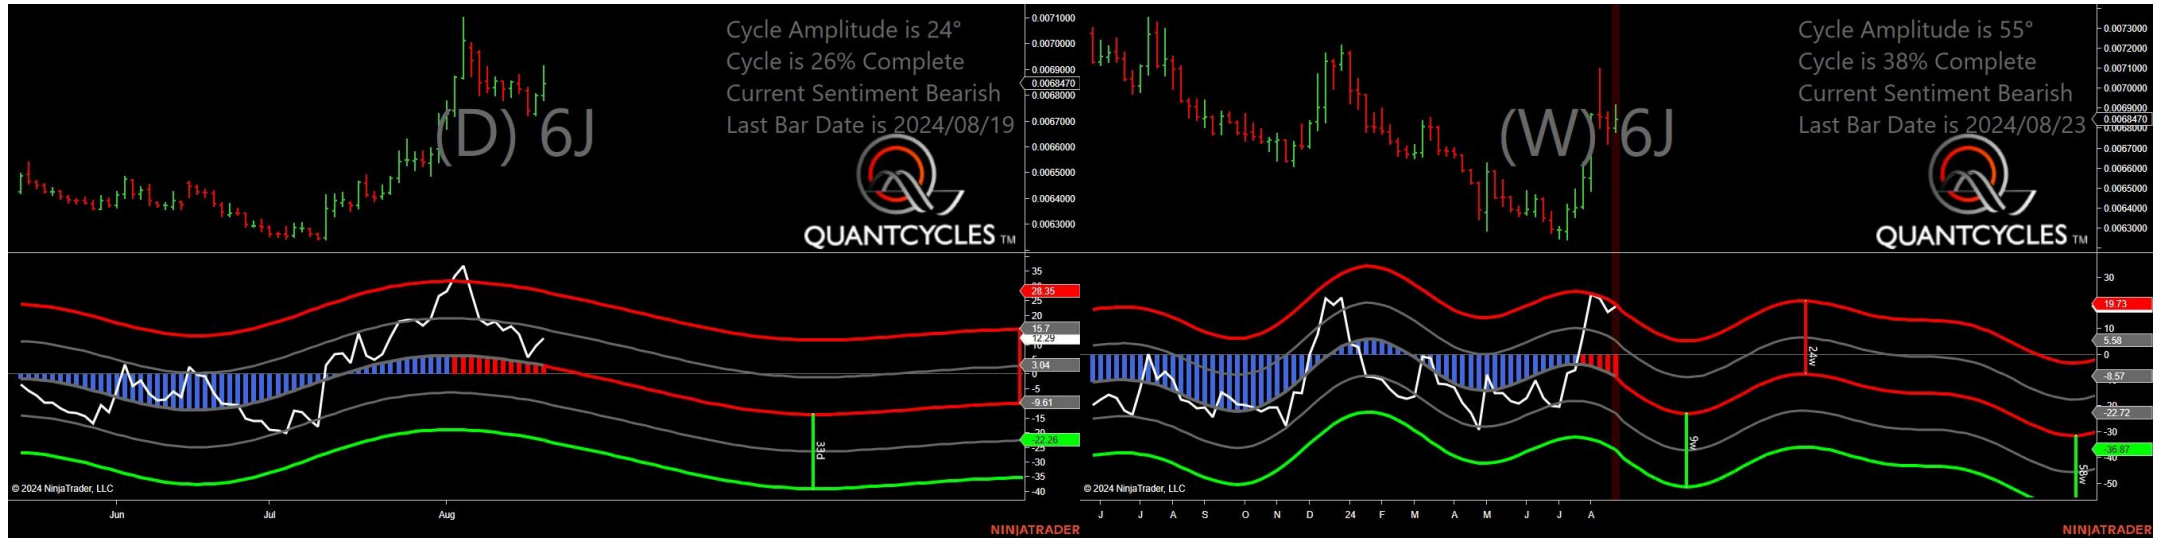 Cycle Amplitude is 24°
Cycle is 26% Complete
Current Sentiment Bearish
Last Bar Date is 2024/08/19
(D) 6J
QUANTCYCLES TM
0.0071000
0.0070000
0.0069000
0.0068470
0.0068000
0.0067000
0.0066000
0.0065000
0.0064000
0.0063000
35
28.35
25
20
15.7
12.29
10
3.04
0
-5
-9.61
-15
-22.26
-25
-30
-35
-40
33d
© 2024 NinjaTrader, LLC
Jun
Jul
Aug
NINJATRADER
Cycle Amplitude is 55°
Cycle is 38% Complete
Current Sentiment Bearish
Last Bar Date is 2024/08/23
(W) 6J
QUANTCYCLES TM
0.0073000
0.0072000
0.0071000
0.0070000
0.0069000
0.0068470
0.0068000
0.0067000
0.0066000
0.0065000
0.0064000
0.0063000
30
19.73
10
5.58
0
-8.57
-22.72
-30
-36.87
-40
-50
24w
9w
58w
© 2024 NinjaTrader, LLC
J J A S O N D 24 F M A M J J A
NINJATRADER